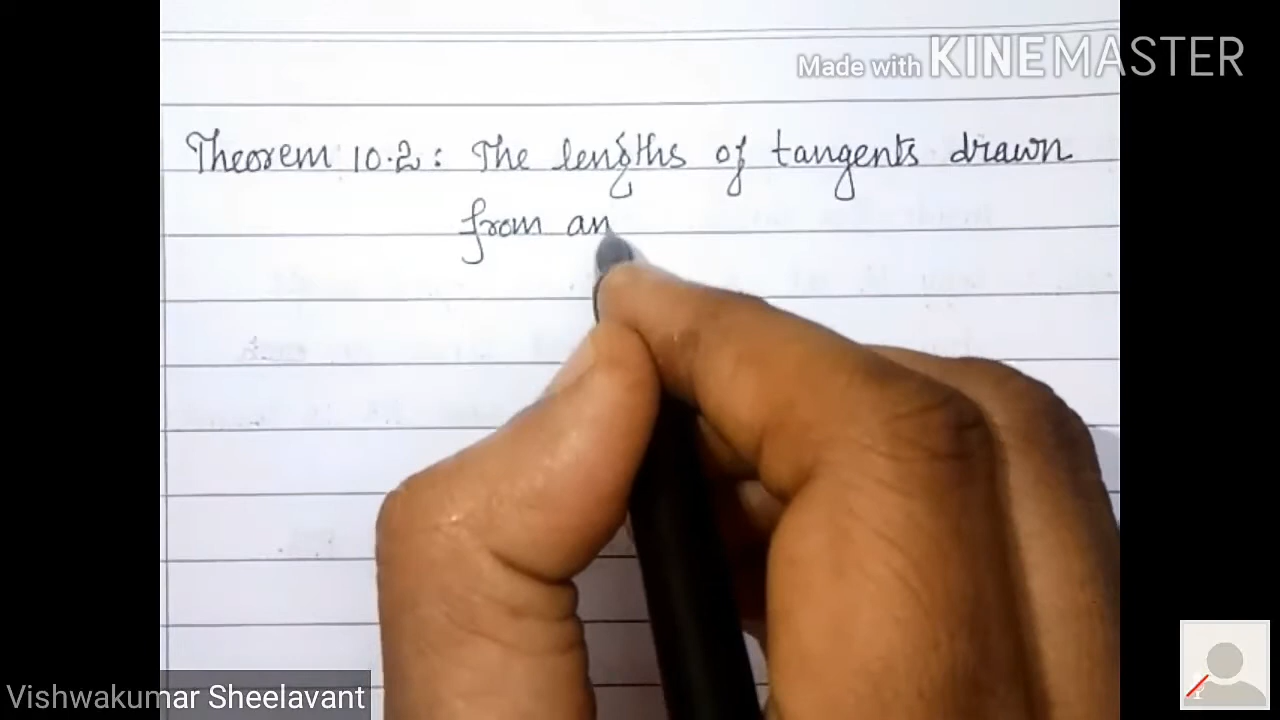 Made with KINEMASTER
Theorem 10.2: The lengths of tangents drawn
from an
Vishwakumar Sheelavant